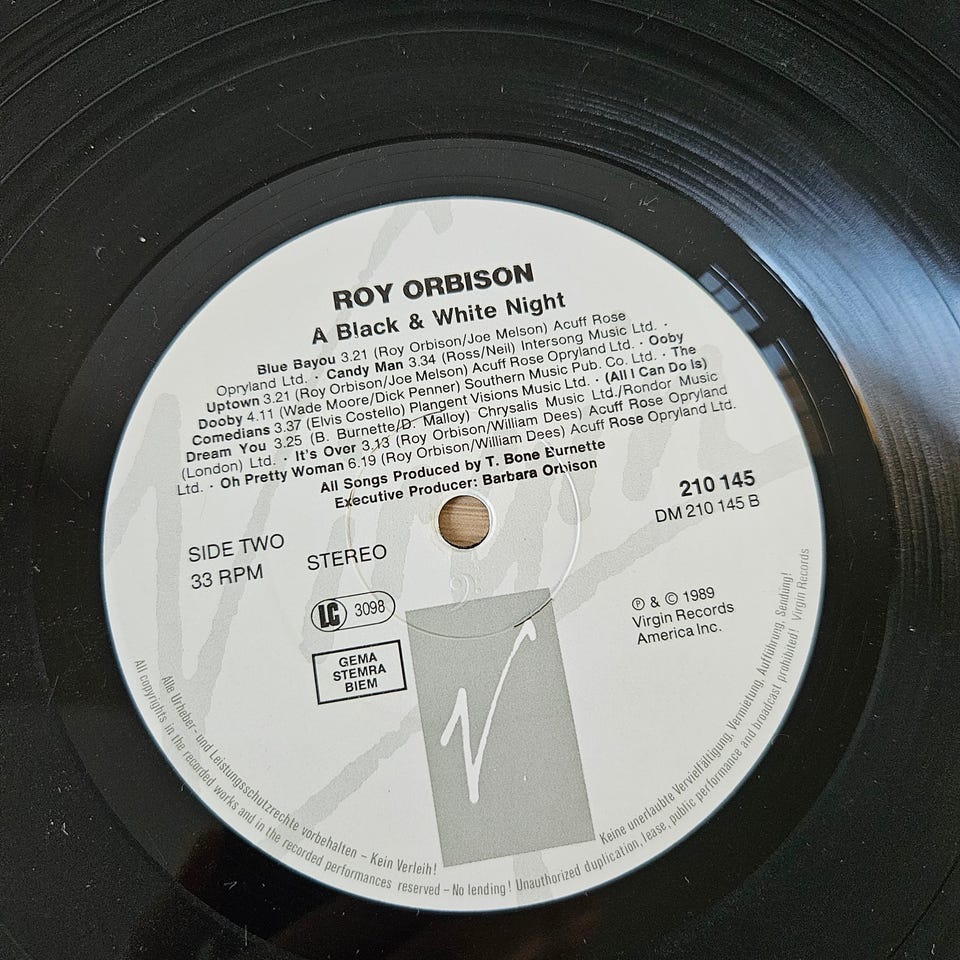 ROY ORBISON
A Black & White Night
Blue Bayou 3.21 (Roy Orbison/Joe Melson) Acuff Rose
Opryland Ltd. · Candy Man 3.34 (Ross/Neil) Intersong Music Ltd. ·
Uptown 3.21 (Roy Orbison/Joe Melson) Acuff Rose Opryland Ltd. · Ooby
Dooby 4.11 (Wade Moore/Dick Penner) Southern Music Pub. Co. Ltd. · The
Comedians 3.37 (Elvis Costello) Plangent Visions Music Ltd. · (All I Can Do Is)
Dream You 3.25 (B. Burnette/D. Malloy) Chrysalis Music Ltd./Rondor Music
(London) Ltd. · It's Over 3.13 (Roy Orbison/William Dees) Acuff Rose Opryland
Ltd. · Oh Pretty Woman 6.19 (Roy Orbison/William Dees) Acuff Rose Opryland Ltd.
All Songs Produced by T. Bone Burnette
Executive Producer: Barbara Orbison
210 145
DM 210 145 B
SIDE TWO
33 RPM
STEREO
LC 3098
GEMA
STEMRA
BIEM
℗ & © 1989
Virgin Records
America Inc.
Virgin
V
Alle Urheber- und Leistungsschutzrechte vorbehalten – Kein Verleih! Keine unerlaubte Vervielfältigung, Vermietung, Aufführung, Sendung!
All copyrights in the recorded works and in the recorded performances reserved – No lending! Unauthorized duplication, lease, public performance and broadcast prohibited! Virgin Records